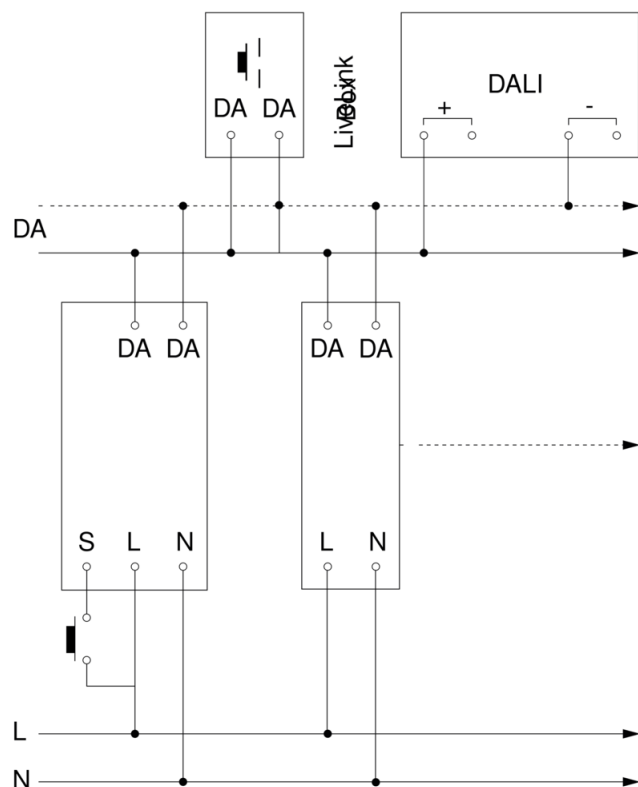 DALI
DA DA
+ -
LiveLink
Box
DA
DA DA
DA DA
S L N
L N
L
N